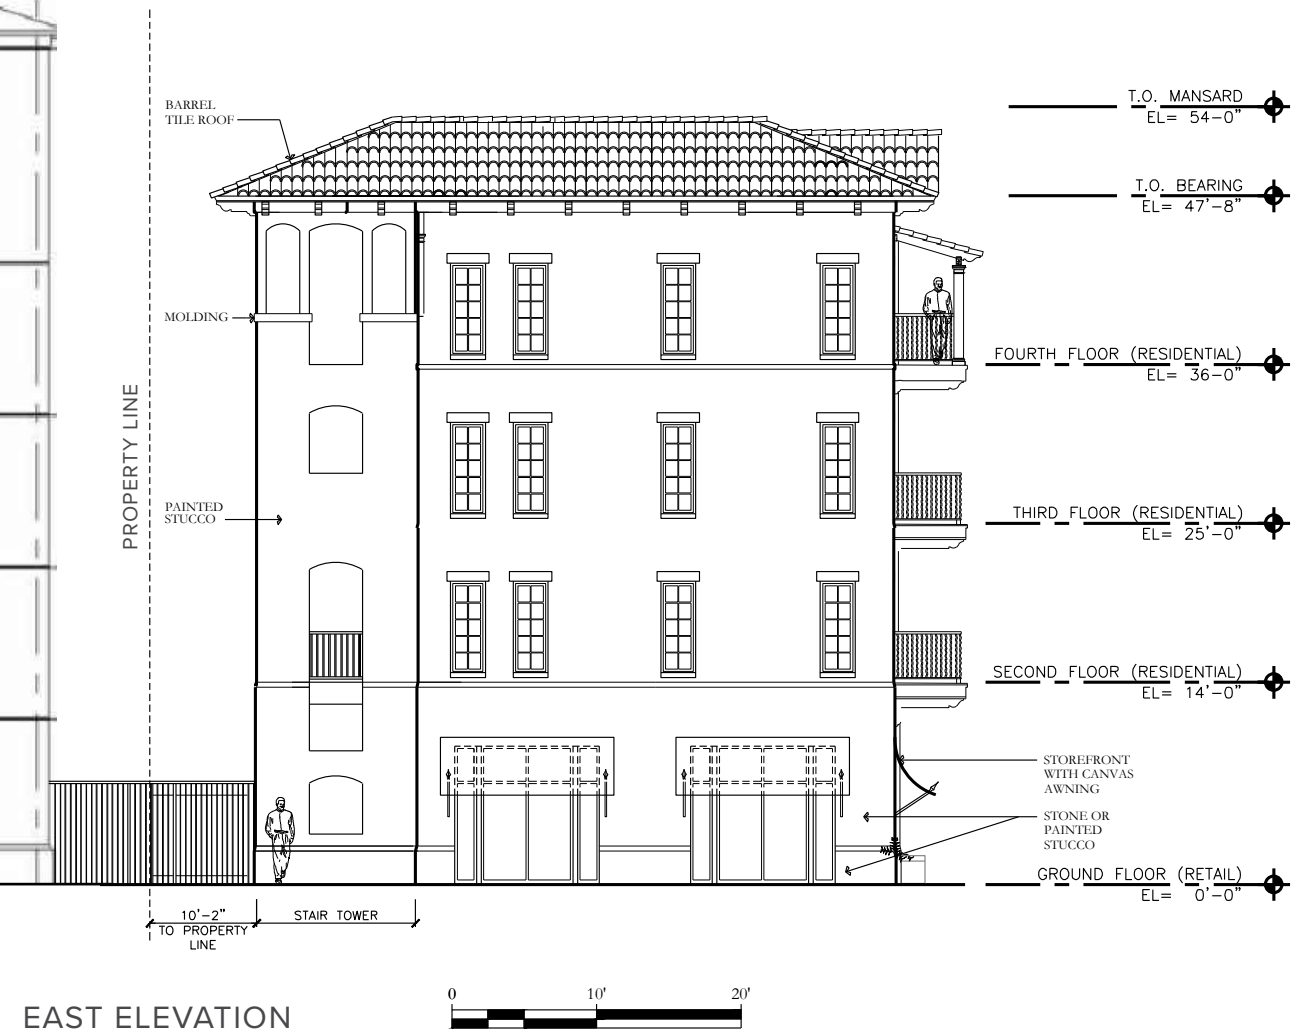 BARREL
TILE ROOF
T.O. MANSARD
EL= 54-0"
T.O. BEARING
EL= 47'-8"
MOLDING
FOURTH FLOOR (RESIDENTIAL)
EL= 36-0"
PROPERTY LINE
PAINTED
STUCCO
THIRD FLOOR (RESIDENTIAL)
EL= 25'-0"
SECOND FLOOR (RESIDENTIAL)
EL= 14'-0"
STOREFRONT
WITH CANVAS
AWNING
STONE OR
PAINTED
STUCCO
GROUND FLOOR (RETAIL)
EL= 0'-0"
10'-2"
TO PROPERTY
LINE
STAIR TOWER
EAST ELEVATION
0 10' 20'